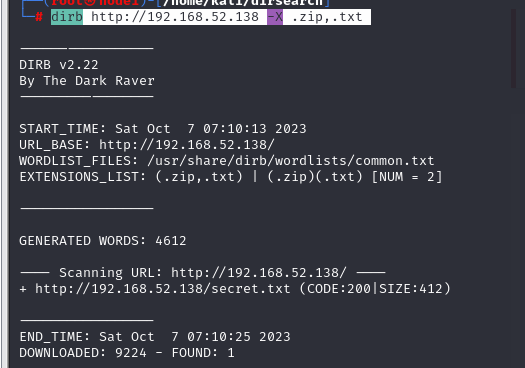 ┌──(root㉿node1)-[/home/kali/dirsearch]
└─# dirb http://192.168.52.138 -X .zip,.txt
-----------------
DIRB v2.22
By The Dark Raver
-----------------
START_TIME: Sat Oct  7 07:10:13 2023
URL_BASE: http://192.168.52.138/
WORDLIST_FILES: /usr/share/dirb/wordlists/common.txt
EXTENSIONS_LIST: (.zip,.txt) | (.zip)(.txt) [NUM = 2]
-----------------
GENERATED WORDS: 4612
---- Scanning URL: http://192.168.52.138/ ----
+ http://192.168.52.138/secret.txt (CODE:200|SIZE:412)
-----------------
END_TIME: Sat Oct  7 07:10:25 2023
DOWNLOADED: 9224 - FOUND: 1